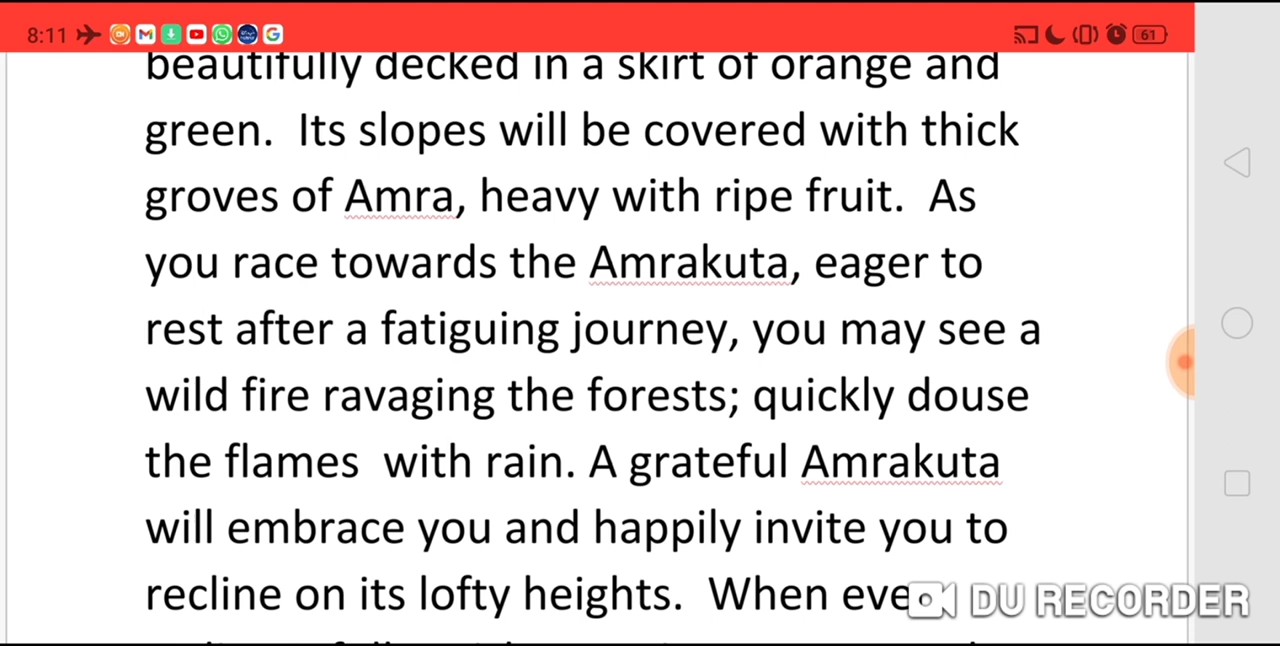 8:11
61
beautifully decked in a skirt of orange and
green.  Its slopes will be covered with thick
groves of Amra, heavy with ripe fruit.  As
you race towards the Amrakuta, eager to
rest after a fatiguing journey, you may see a
wild fire ravaging the forests; quickly douse
the flames  with rain. A grateful Amrakuta
will embrace you and happily invite you to
recline on its lofty heights.  When
DU RECORDER